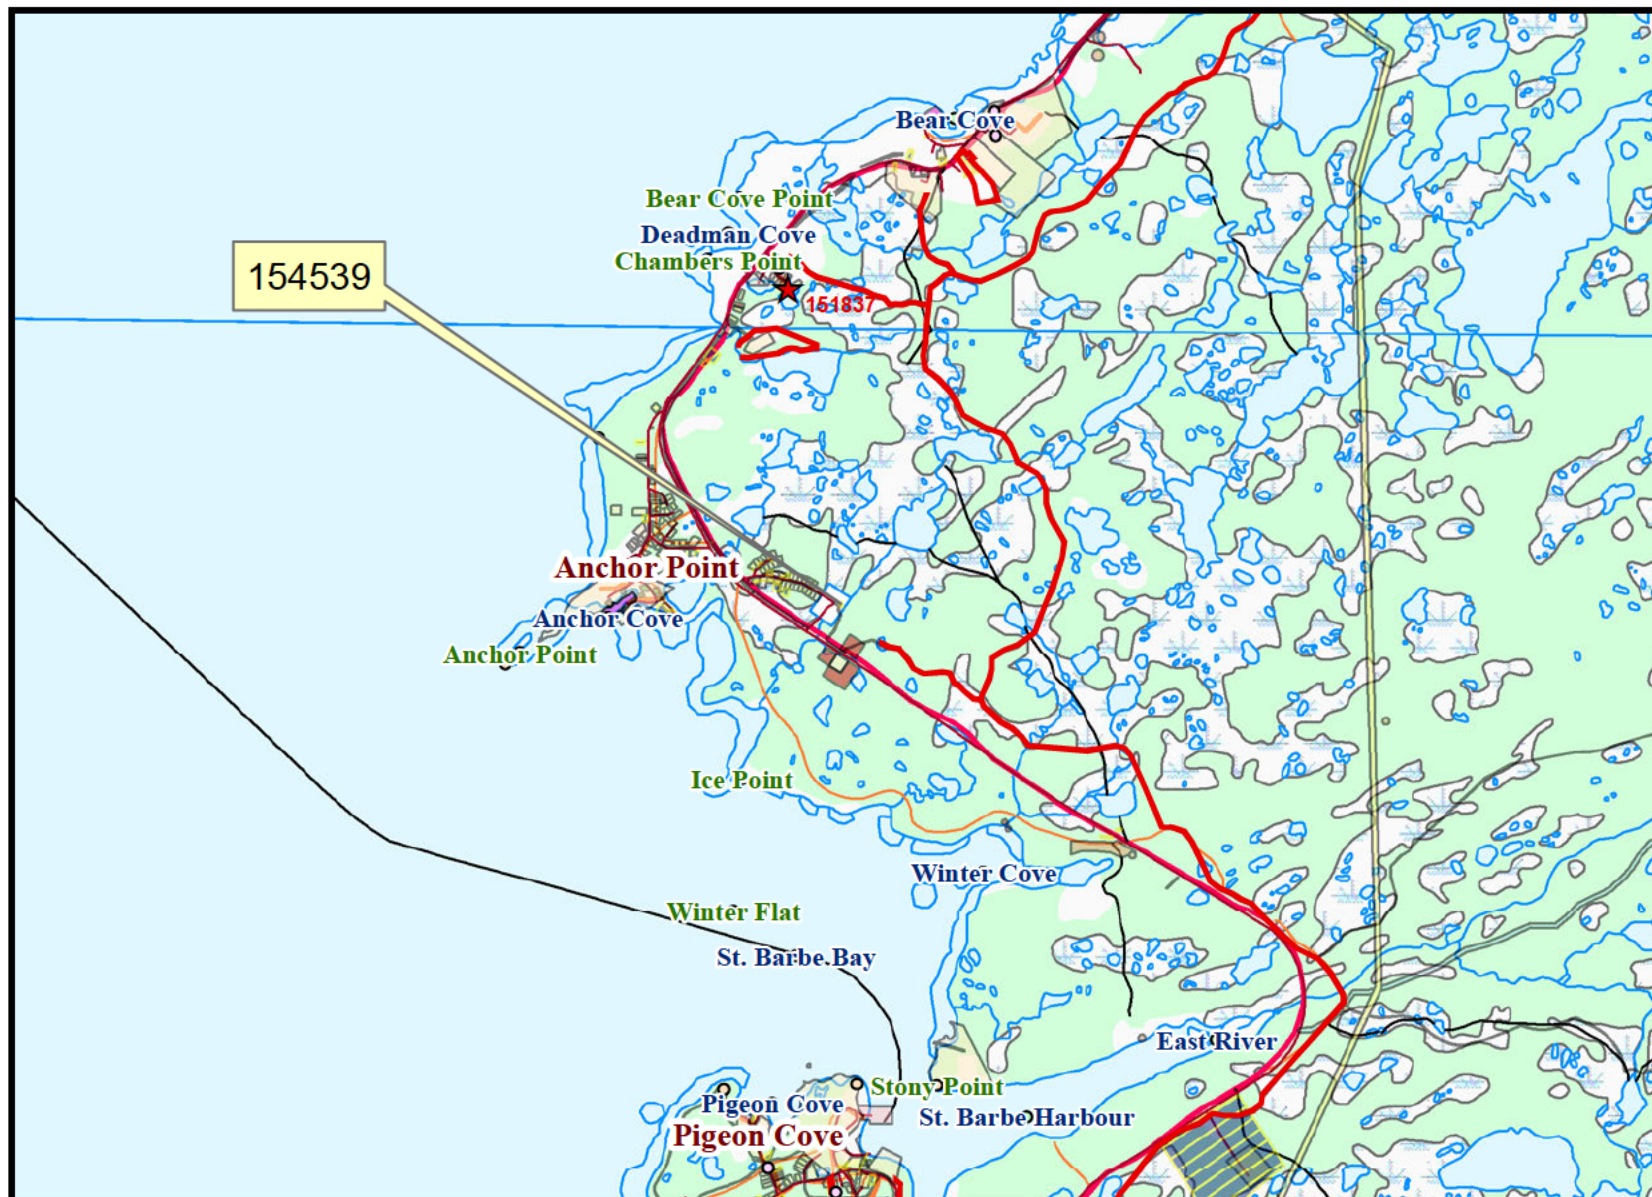 Bear Cove
Bear Cove Point
Deadman Cove
Chambers Point
154539
151837
Anchor Point
Anchor Cove
Anchor Point
Ice Point
Winter Cove
Winter Flat
St. Barbe Bay
East River
Stony Point
Pigeon Cove
St. Barbe Harbour
Pigeon Cove